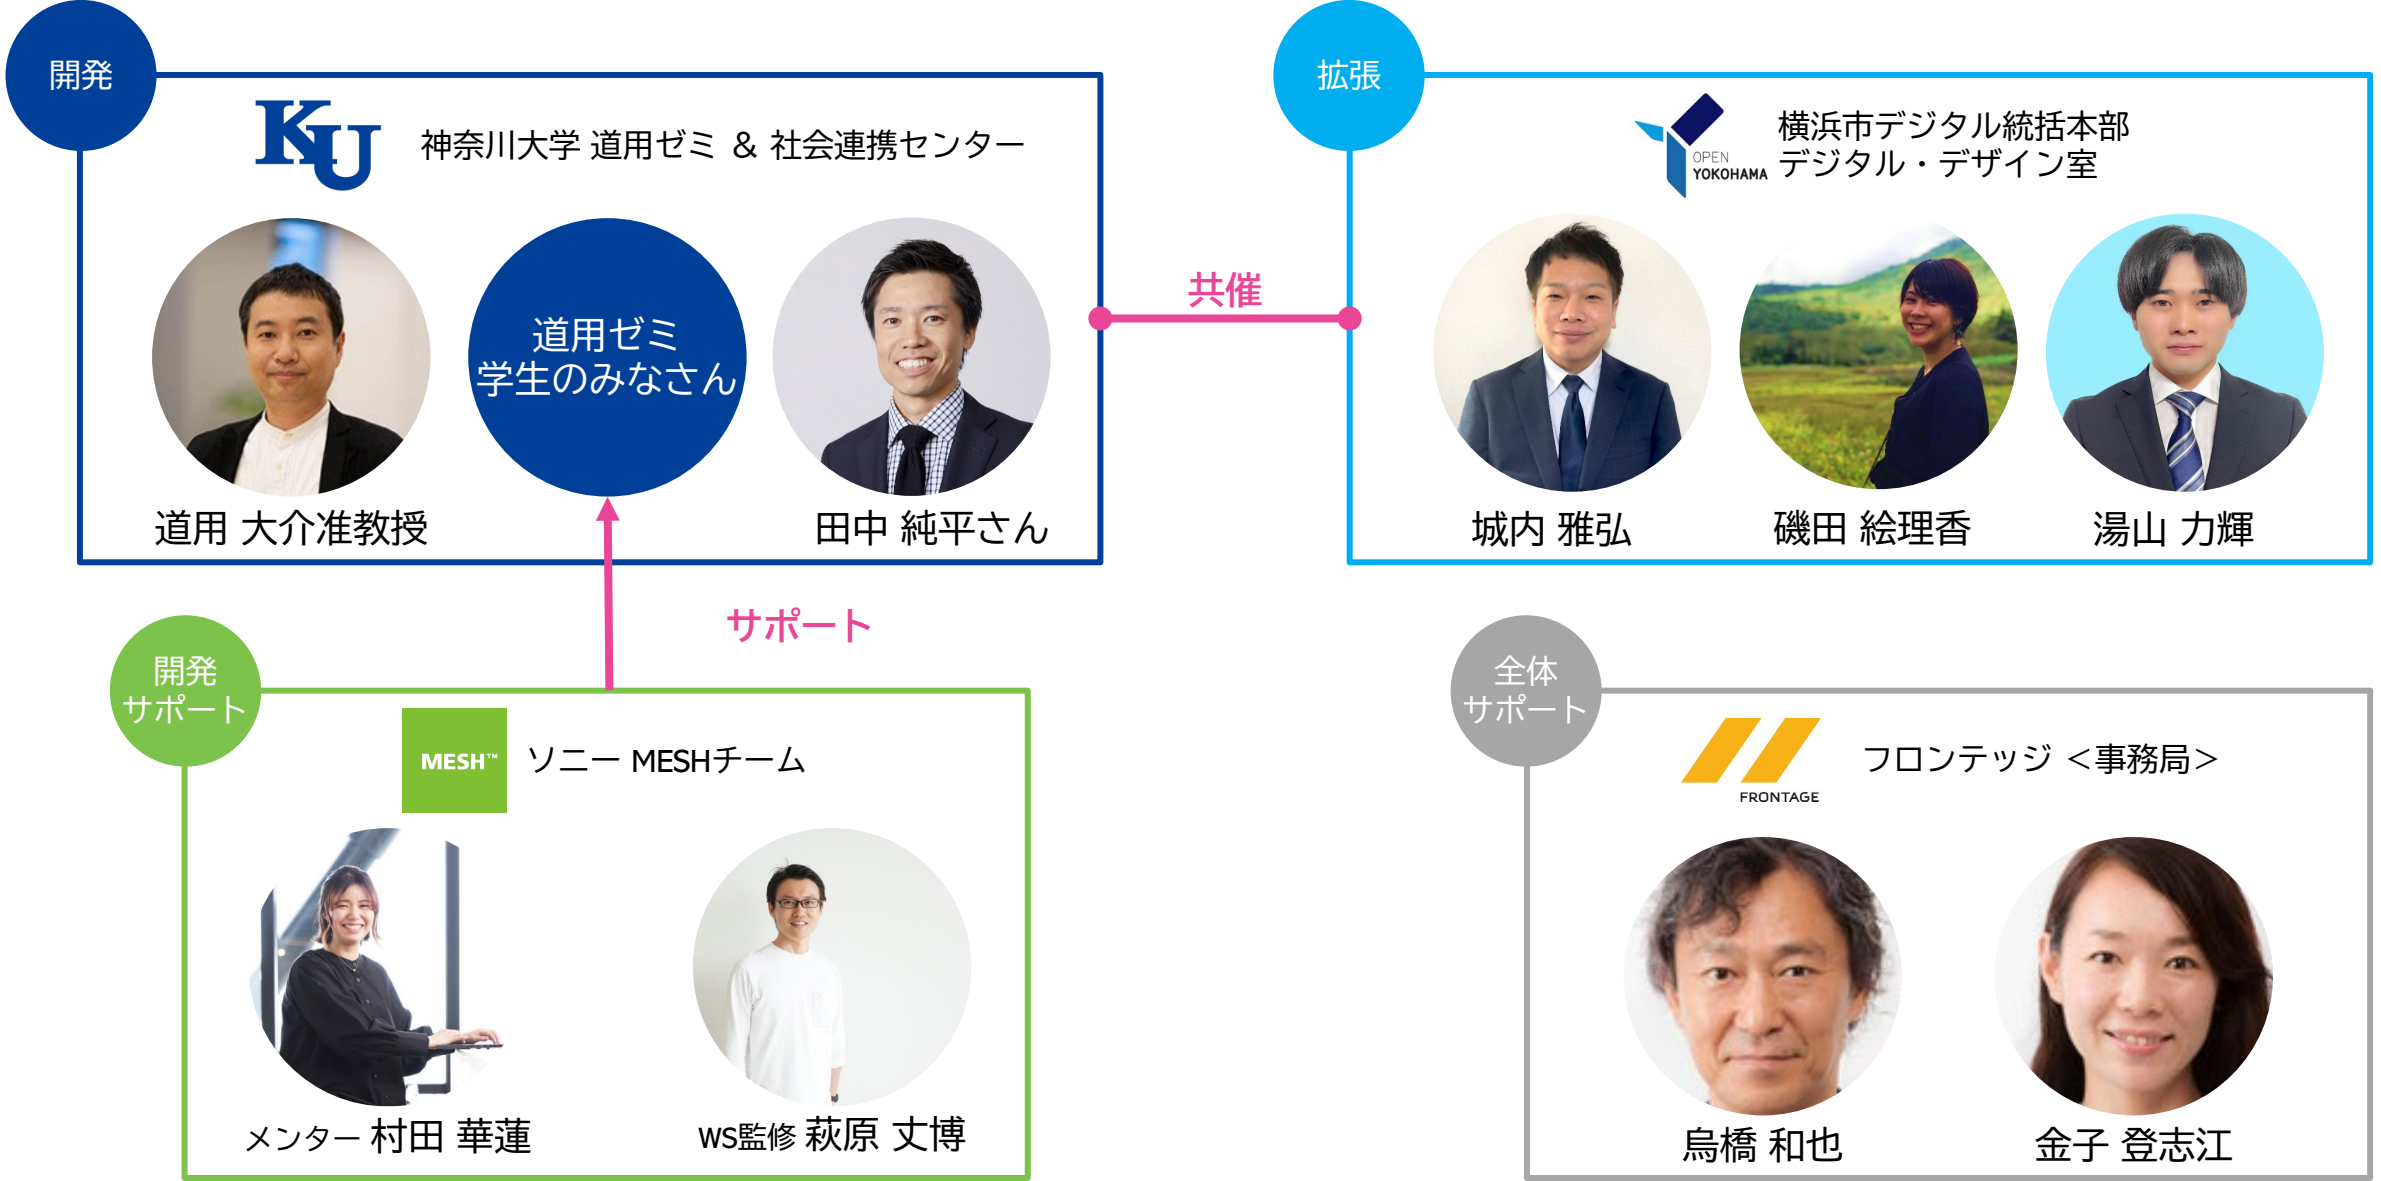 開発
KU
神奈川大学 道用ゼミ ＆ 社会連携センター
道用ゼミ
学生のみなさん
道用 大介准教授
田中 純平さん
共催
拡張
OPEN
YOKOHAMA
横浜市デジタル統括本部
デジタル・デザイン室
城内 雅弘
磯田 絵理香
湯山 力輝
サポート
開発
サポート
MESH™
ソニー MESHチーム
メンター 村田 華蓮
WS監修 萩原 丈博
全体
サポート
FRONTAGE
フロンテッジ ＜事務局＞
烏橋 和也
金子 登志江